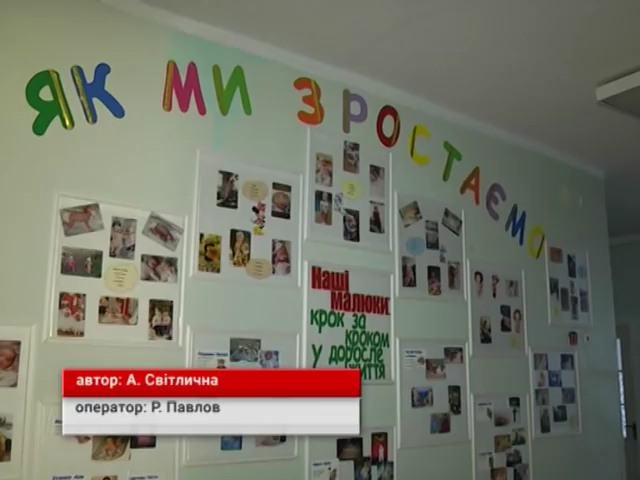 ЯК МИ ЗРОСТАЄМО
Наші
малюки:
крок за
кроком
у доросле
життя
автор: А. Світлична
оператор: Р. Павлов